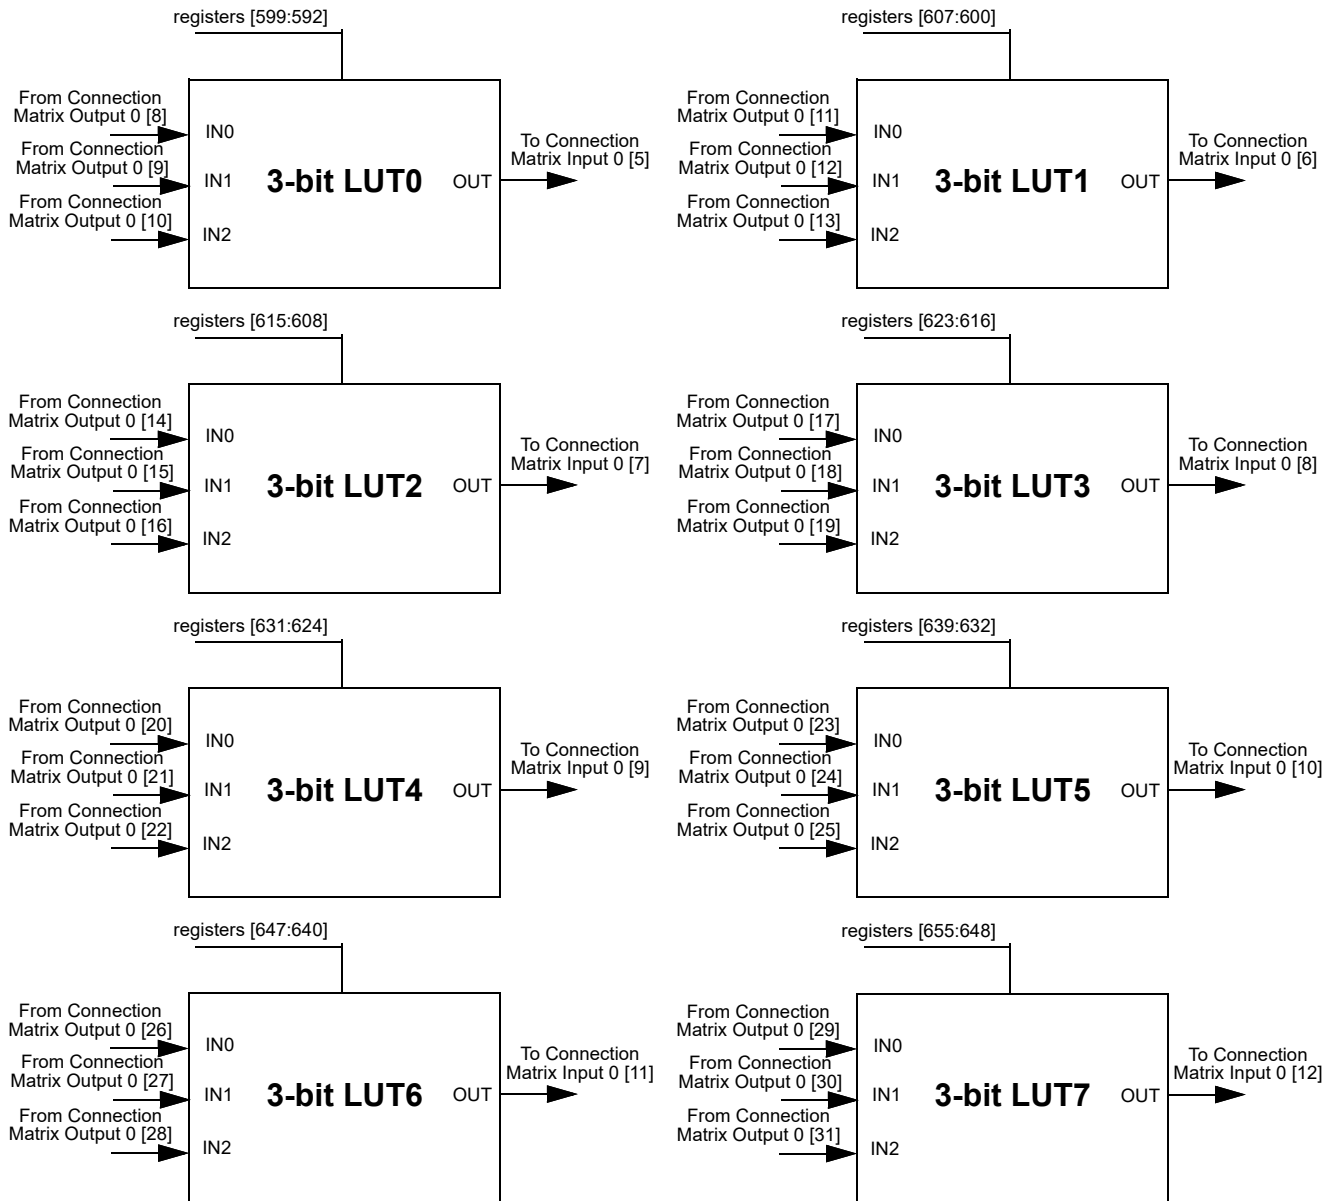 registers [599:592]
From Connection
Matrix Output 0 [8]
IN0
From Connection
Matrix Output 0 [9]
IN1
From Connection
Matrix Output 0 [10]
IN2
3-bit LUT0
OUT
To Connection
Matrix Input 0 [5]
registers [607:600]
From Connection
Matrix Output 0 [11]
IN0
From Connection
Matrix Output 0 [12]
IN1
From Connection
Matrix Output 0 [13]
IN2
3-bit LUT1
OUT
To Connection
Matrix Input 0 [6]
registers [615:608]
From Connection
Matrix Output 0 [14]
IN0
From Connection
Matrix Output 0 [15]
IN1
From Connection
Matrix Output 0 [16]
IN2
3-bit LUT2
OUT
To Connection
Matrix Input 0 [7]
registers [623:616]
From Connection
Matrix Output 0 [17]
IN0
From Connection
Matrix Output 0 [18]
IN1
From Connection
Matrix Output 0 [19]
IN2
3-bit LUT3
OUT
To Connection
Matrix Input 0 [8]
registers [631:624]
From Connection
Matrix Output 0 [20]
IN0
From Connection
Matrix Output 0 [21]
IN1
From Connection
Matrix Output 0 [22]
IN2
3-bit LUT4
OUT
To Connection
Matrix Input 0 [9]
registers [639:632]
From Connection
Matrix Output 0 [23]
IN0
From Connection
Matrix Output 0 [24]
IN1
From Connection
Matrix Output 0 [25]
IN2
3-bit LUT5
OUT
To Connection
Matrix Input 0 [10]
registers [647:640]
From Connection
Matrix Output 0 [26]
IN0
From Connection
Matrix Output 0 [27]
IN1
From Connection
Matrix Output 0 [28]
IN2
3-bit LUT6
OUT
To Connection
Matrix Input 0 [11]
registers [655:648]
From Connection
Matrix Output 0 [29]
IN0
From Connection
Matrix Output 0 [30]
IN1
From Connection
Matrix Output 0 [31]
IN2
3-bit LUT7
OUT
To Connection
Matrix Input 0 [12]